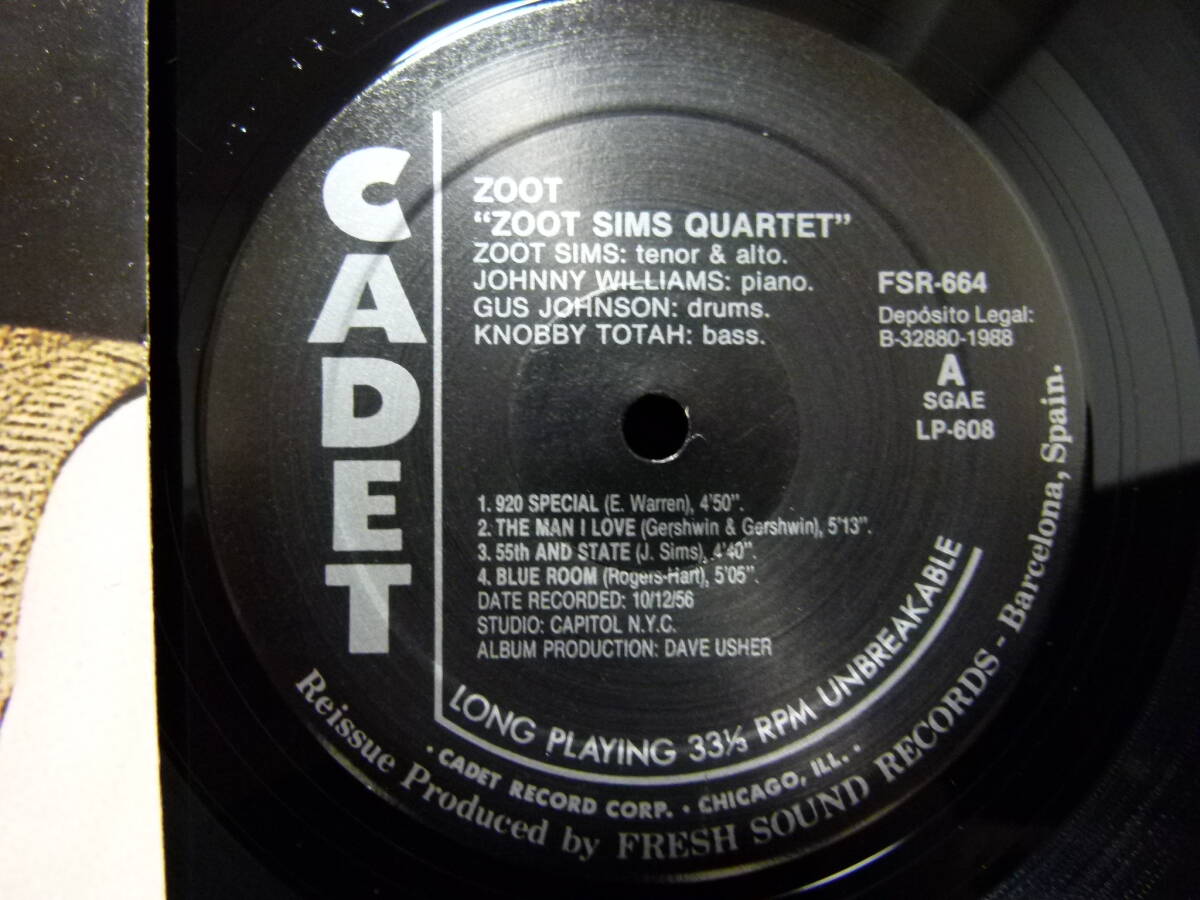 CADET
ZOOT
"ZOOT SIMS QUARTET"
ZOOT SIMS: tenor & alto.
JOHNNY WILLIAMS: piano.
GUS JOHNSON: drums.
KNOBBY TOTAH: bass.
FSR-664
Depósito Legal:
B-32880-1988
A
SGAE
LP-608
1. 920 SPECIAL (E. Warren), 4'50".
2. THE MAN I LOVE (Gershwin & Gershwin), 5'13".
3. 55th AND STATE (J. Sims), 4'40".
4. BLUE ROOM (Rogers-Hart), 5'05".
DATE RECORDED: 10/12/56
STUDIO: CAPITOL N.Y.C.
ALBUM PRODUCTION: DAVE USHER
LONG PLAYING 33⅓ RPM UNBREAKABLE
· CADET RECORD CORP. · CHICAGO, ILL. ·
Reissue Produced by FRESH SOUND RECORDS - Barcelona, Spain.